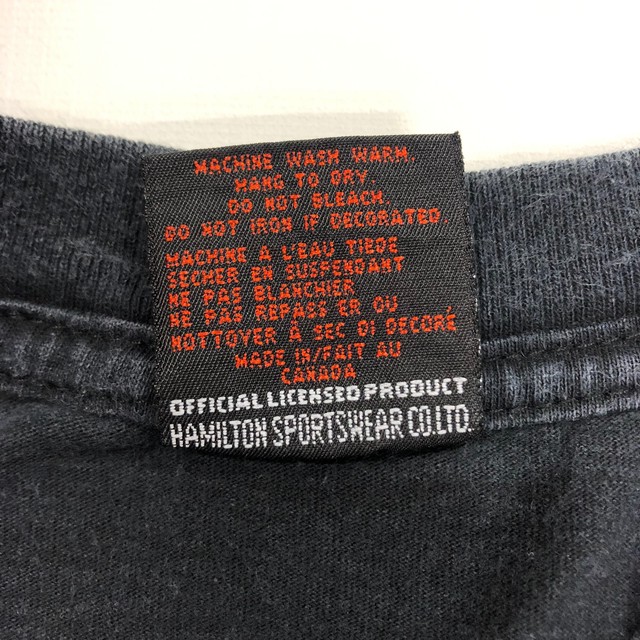 MACHINE WASH WARM.
HANG TO DRY
DO NOT BLEACH.
DO NOT IRON IF DECORATED
MACHINE A L'EAU TIEDE
SECHER EN SUSPENDANT
NE PAS BLANCHIER
NE PAS REPASS ER OU
NOTTOVER À SEC DI DECORÉ
MADE IN/FAIT AU
CANADA
OFFICIAL LICENSED PRODUCT
HAMILTON SPORTSWEAR CO.LTD.